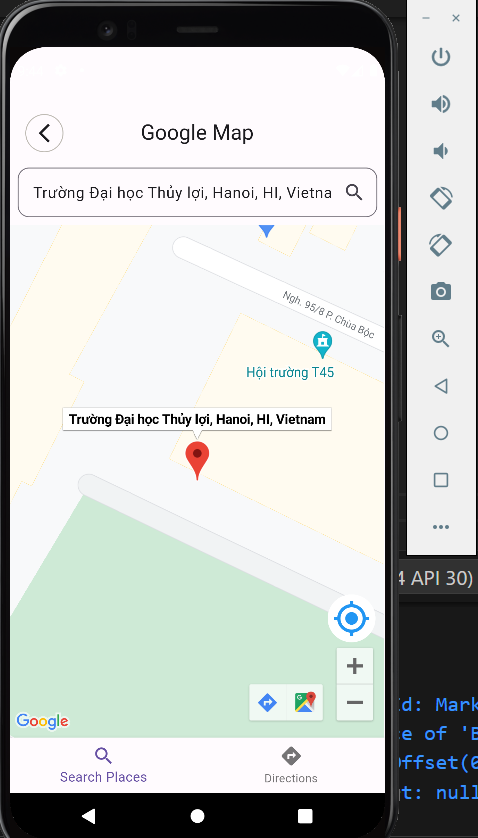 Google Map
Trường Đại học Thủy lợi, Hanoi, HI, Vietna
Ngh. 95/8 P. Chùa Bộc
Hội trường T45
Trường Đại học Thủy lợi, Hanoi, HI, Vietnam
4 API 30)
Id: Mark
ce of 'B
Offset(0
gt: null
Google
Search Places
Directions